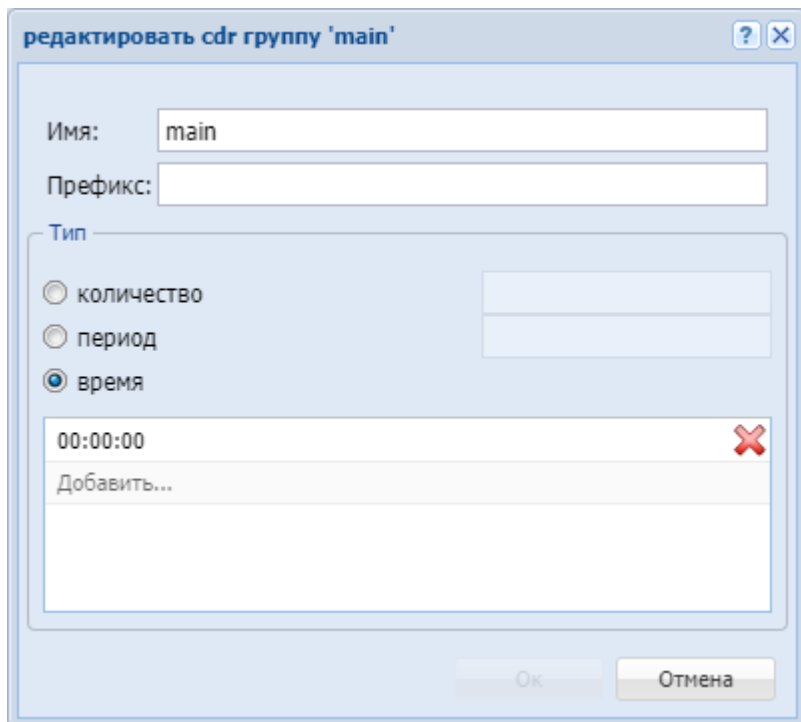 редактировать cdr группу 'main'
Имя: main
Префикс:
Тип
количество
период
время
00:00:00
Добавить...
Ок Отмена